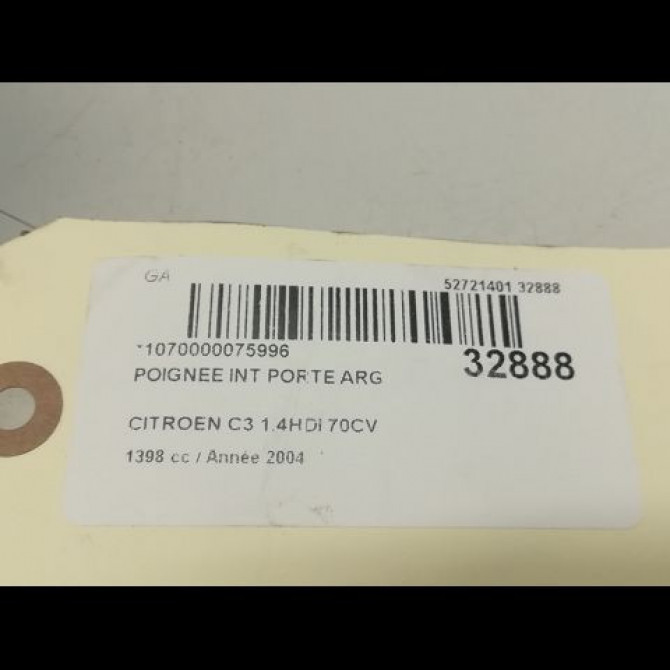 GA
52721401 32888
*1070000075996
32888
POIGNEE INT PORTE ARG
CITROEN C3 1.4HDi 70CV
1398 cc / Année 2004